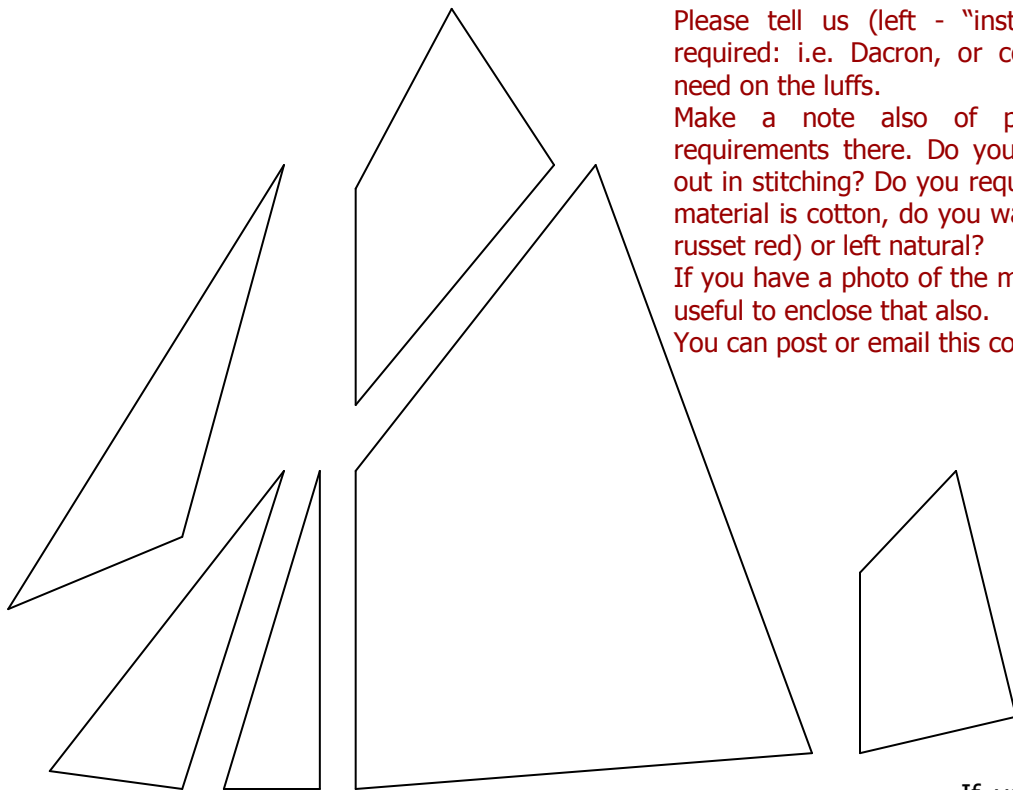 Please tell us (left - “inst
required: i.e. Dacron, or co
need on the luffs.
Make a note also of p
requirements there. Do you
out in stitching? Do you requ
material is cotton, do you wa
russet red) or left natural?
If you have a photo of the m
useful to enclose that also.
You can post or email this co
If